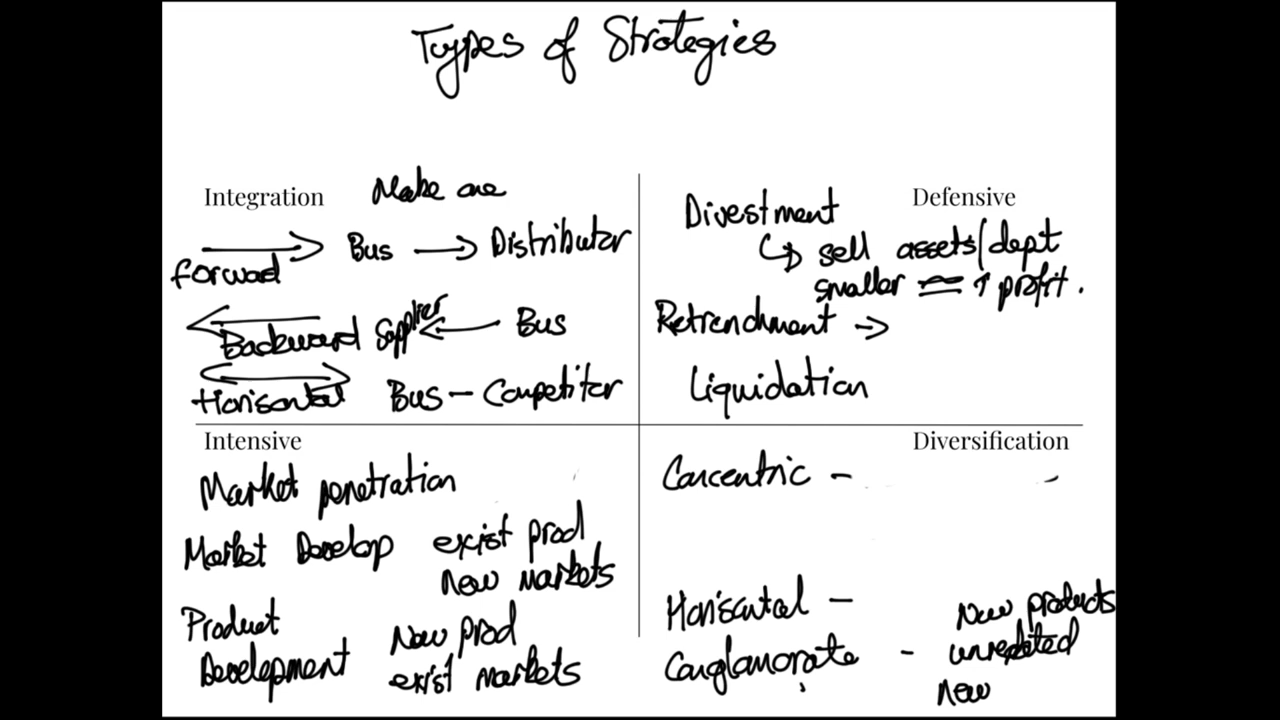 Types of Strategies
Integration Make one
forward Bus → Distributor
Backward Supplier ← Bus
Horisontal Bus - Competitor
Defensive
Divestment
↳ sell assets/dept
smaller = ↑ profit.
Retrenchment →
Liquidation
Intensive
Market penetration
Market Develop exist prod
New markets
Product
Development New prod
exist markets
Diversification
Concentric -
Horisontal - New products
Conglomorate - unrelated
New